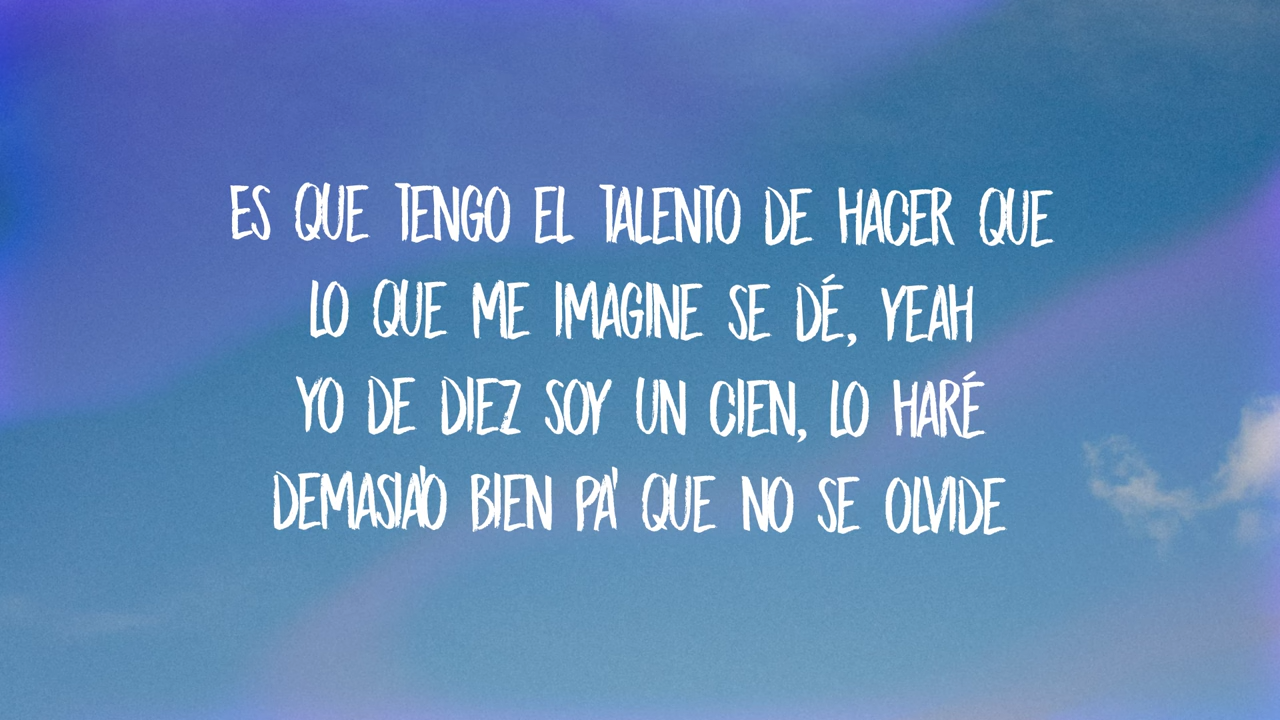 ES QUE TENGO EL TALENTO DE HACER QUE
LO QUE ME IMAGINE SE DÉ, YEAH
YO DE DIEZ SOY UN CIEN, LO HARÉ
DEMASIA'O BIEN PA' QUE NO SE OLVIDE